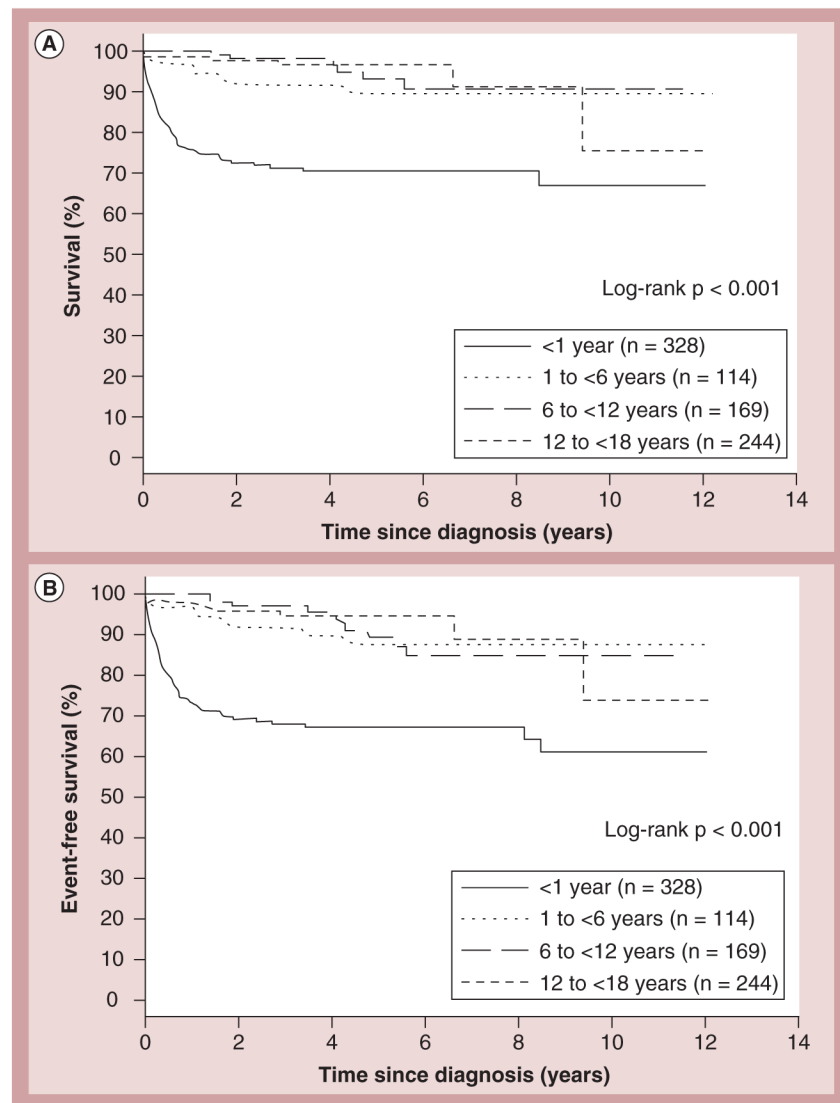 A
100
90
80
70
60
50
40
30
20
10
0
Survival (%)
Log-rank p < 0.001
<1 year (n = 328)
1 to <6 years (n = 114)
6 to <12 years (n = 169)
12 to <18 years (n = 244)
0 2 4 6 8 10 12 14
Time since diagnosis (years)
B
100
90
80
70
60
50
40
30
20
10
0
Event-free survival (%)
Log-rank p < 0.001
<1 year (n = 328)
1 to <6 years (n = 114)
6 to <12 years (n = 169)
12 to <18 years (n = 244)
0 2 4 6 8 10 12 14
Time since diagnosis (years)